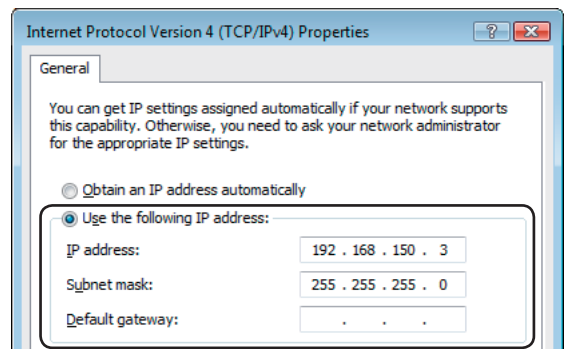 Internet Protocol Version 4 (TCP/IPv4) Properties
General
You can get IP settings assigned automatically if your network supports
this capability. Otherwise, you need to ask your network administrator
for the appropriate IP settings.
Obtain an IP address automatically
Use the following IP address:
IP address: 192 . 168 . 150 . 3
Subnet mask: 255 . 255 . 255 . 0
Default gateway: . . .